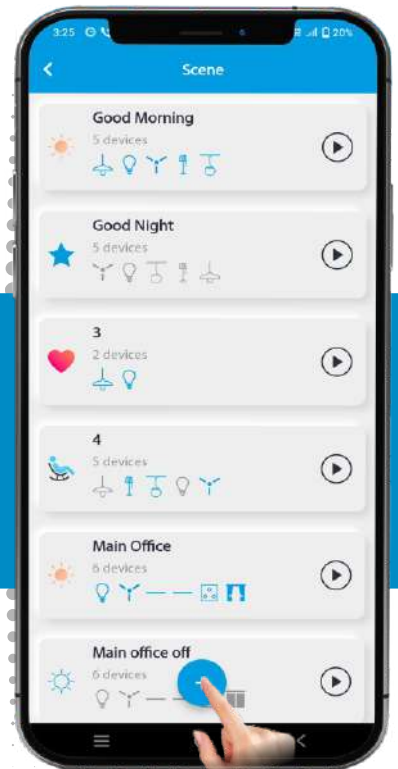 3:25 20%
Scene
Good Morning
5 devices
Good Night
5 devices
3
2 devices
4
5 devices
Main Office
6 devices
Main office off
6 devices